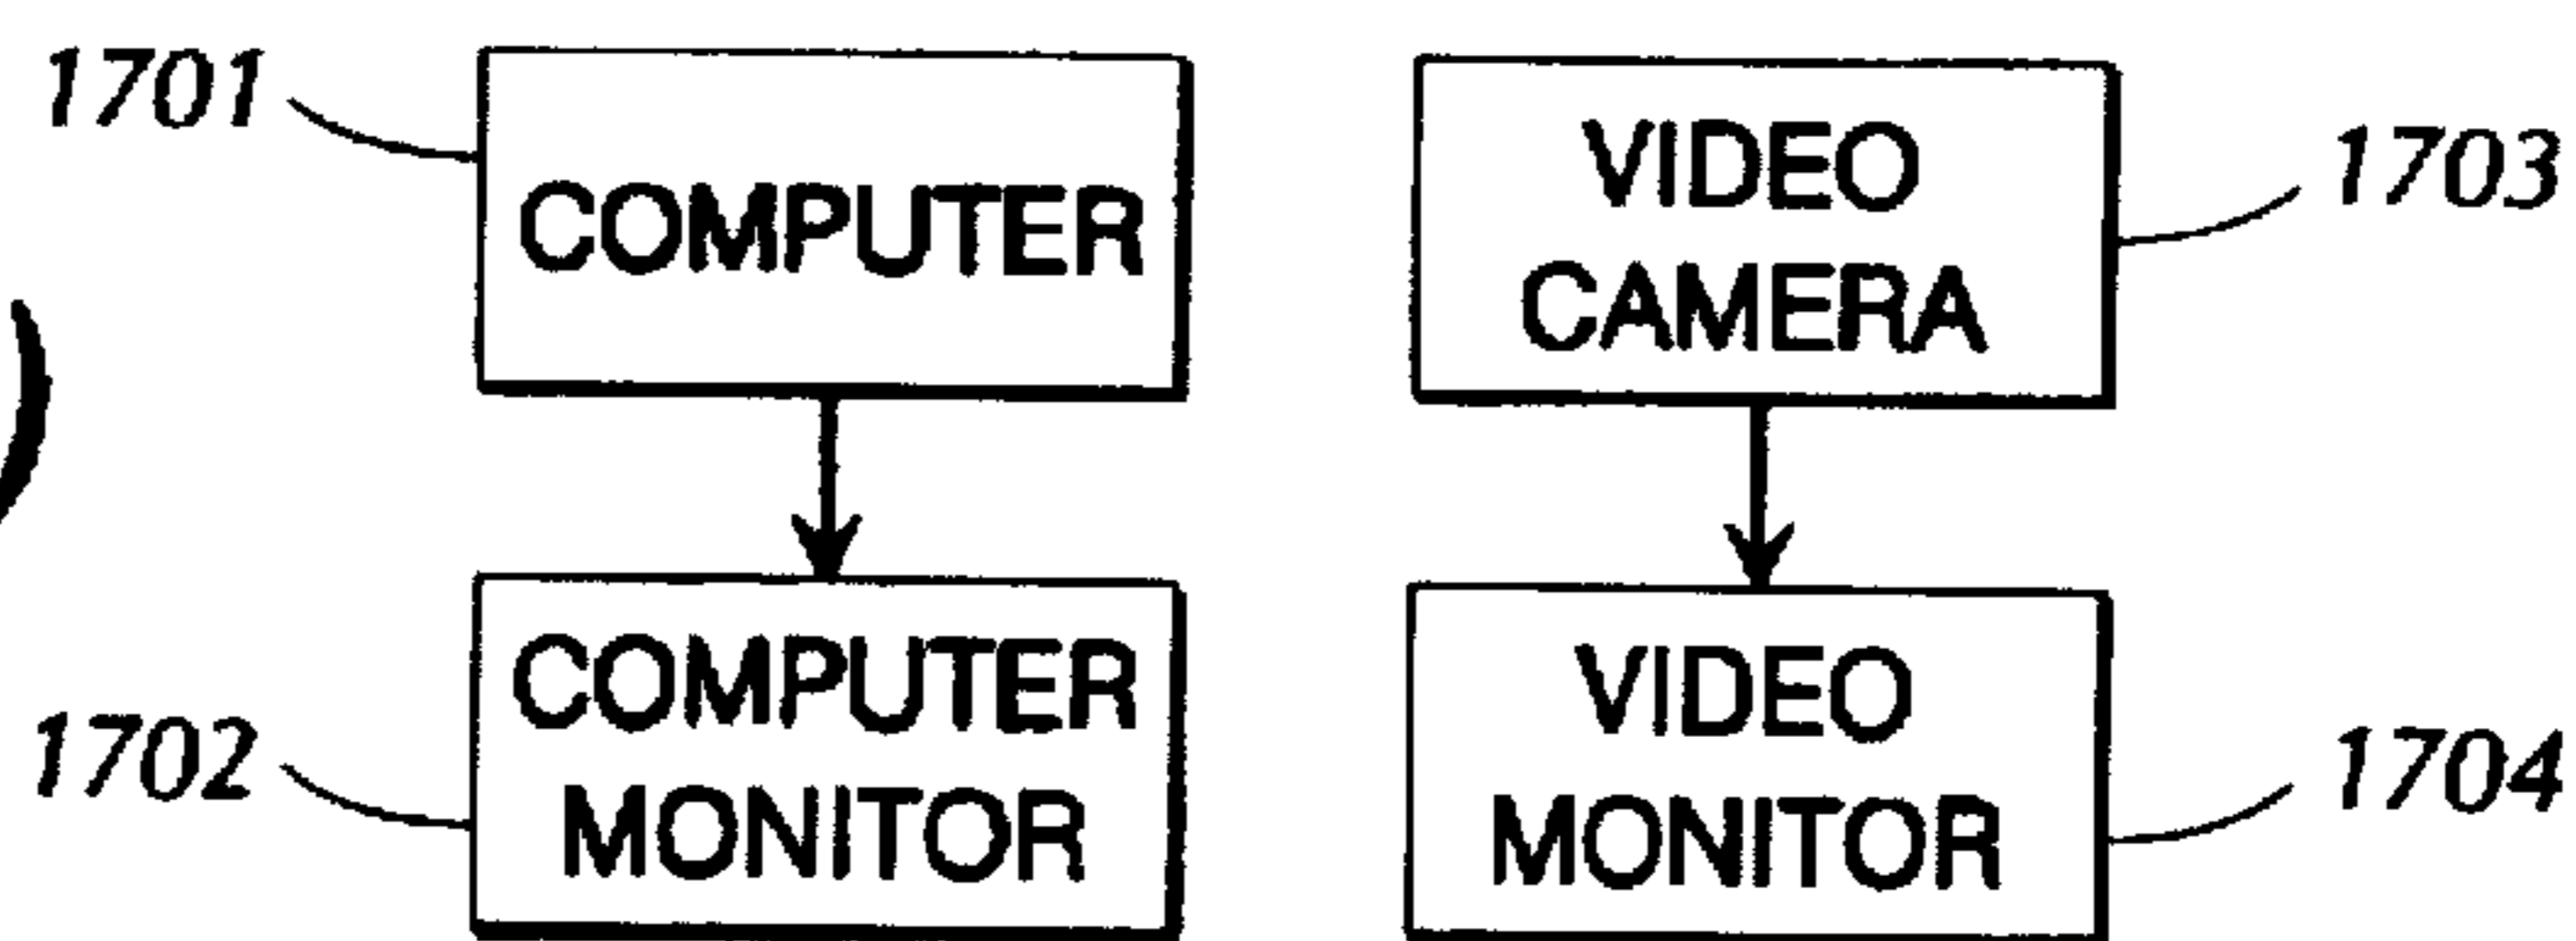 1701
COMPUTER
VIDEO
CAMERA
1703
1702
COMPUTER
MONITOR
VIDEO
MONITOR
1704